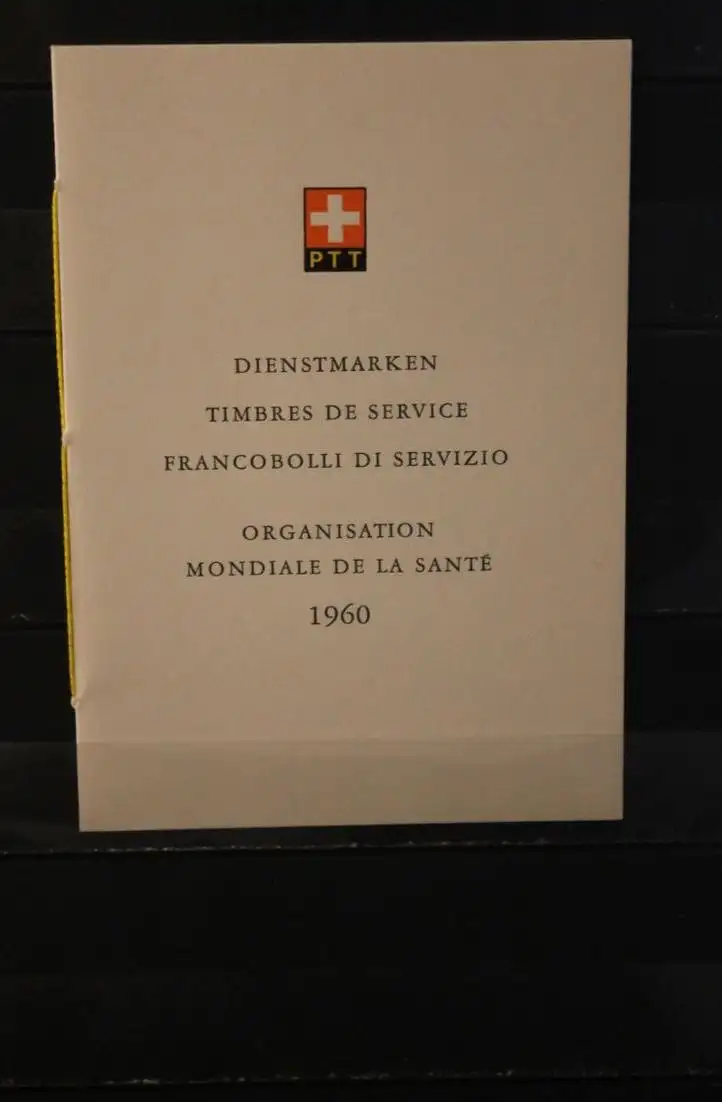 PTT
DIENSTMARKEN
TIMBRES DE SERVICE
FRANCOBOLLI DI SERVIZIO
ORGANISATION
MONDIALE DE LA SANTÉ
1960